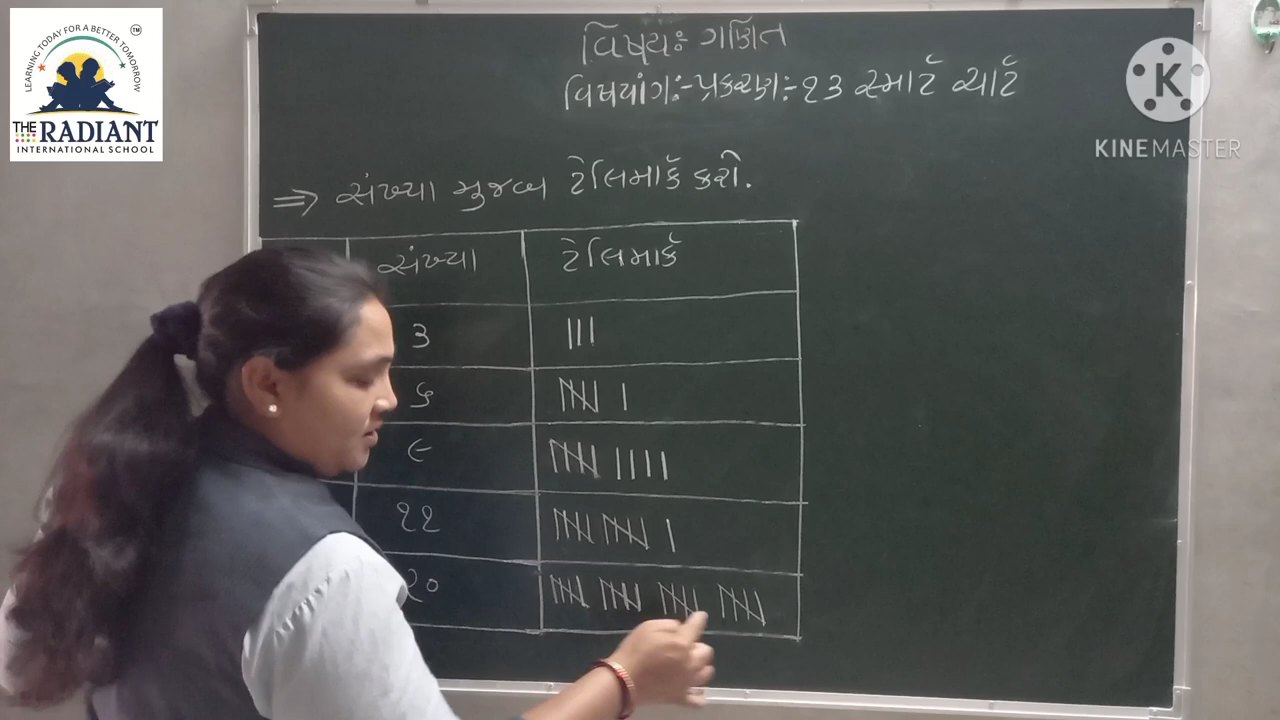 LEARNING TODAY FOR A BETTER TOMORROW
TM
THE RADIANT
INTERNATIONAL SCHOOL
K
KINEMASTER
વિષયઃ ગણિત
વિષયાંગઃ-પ્રકરણઃ-૧૩ સ્માર્ટ ચાર્ટ
⇒ સંખ્યા મુજબ ટેલિમાર્ક કરો.
સંખ્યા ટેલિમાર્ક
૩ |||
૬ 𝍸 |
૯ 𝍸 ||||
૧૧ 𝍸 𝍸 |
૨૦ 𝍸 𝍸 𝍸 𝍸